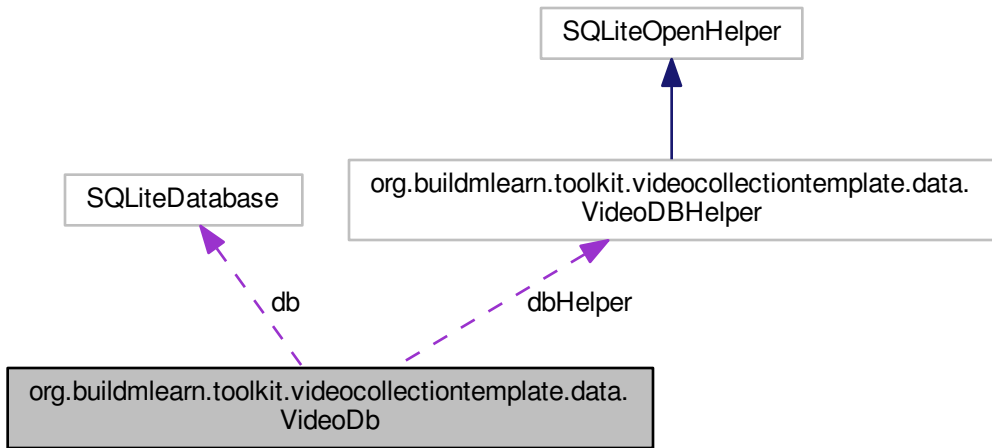 SQLiteOpenHelper
SQLiteDatabase
org.buildmlearn.toolkit.videocollectiontemplate.data.
VideoDBHelper
db
dbHelper
org.buildmlearn.toolkit.videocollectiontemplate.data.
VideoDb